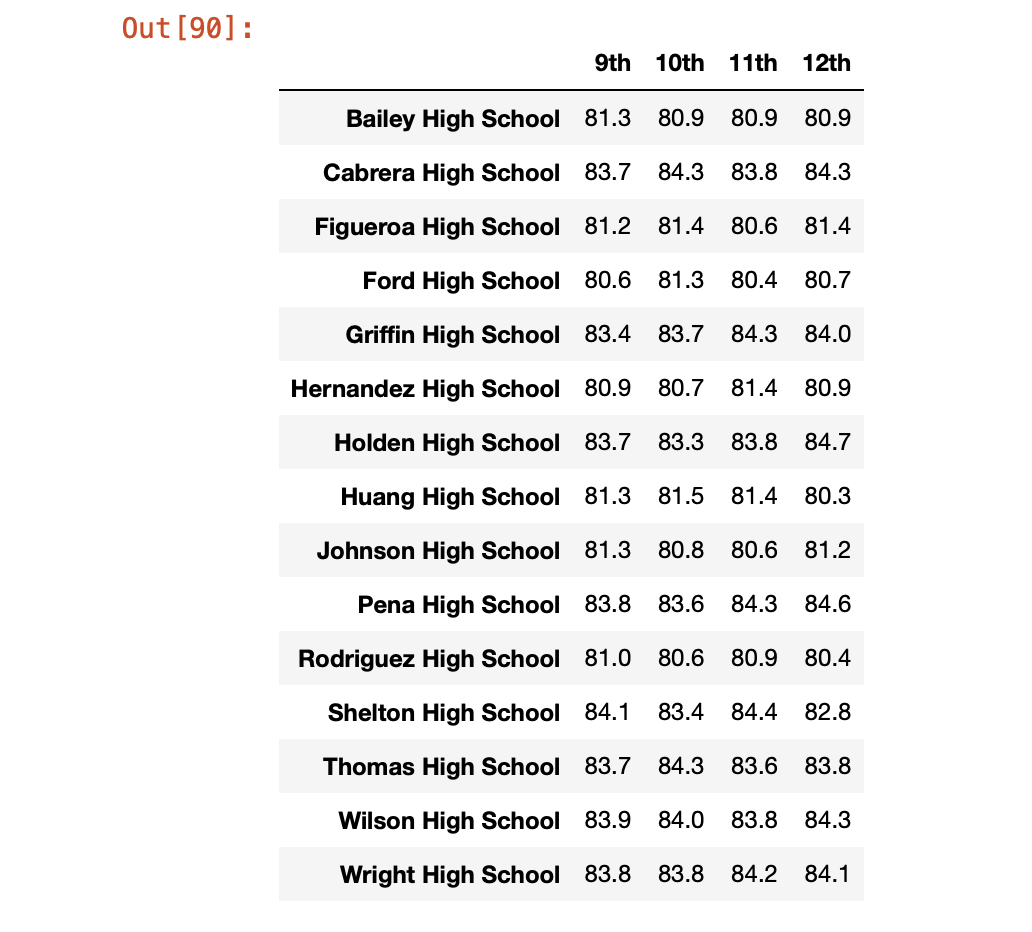 Out[90]:
9th 10th 11th 12th
Bailey High School 81.3 80.9 80.9 80.9
Cabrera High School 83.7 84.3 83.8 84.3
Figueroa High School 81.2 81.4 80.6 81.4
Ford High School 80.6 81.3 80.4 80.7
Griffin High School 83.4 83.7 84.3 84.0
Hernandez High School 80.9 80.7 81.4 80.9
Holden High School 83.7 83.3 83.8 84.7
Huang High School 81.3 81.5 81.4 80.3
Johnson High School 81.3 80.8 80.6 81.2
Pena High School 83.8 83.6 84.3 84.6
Rodriguez High School 81.0 80.6 80.9 80.4
Shelton High School 84.1 83.4 84.4 82.8
Thomas High School 83.7 84.3 83.6 83.8
Wilson High School 83.9 84.0 83.8 84.3
Wright High School 83.8 83.8 84.2 84.1